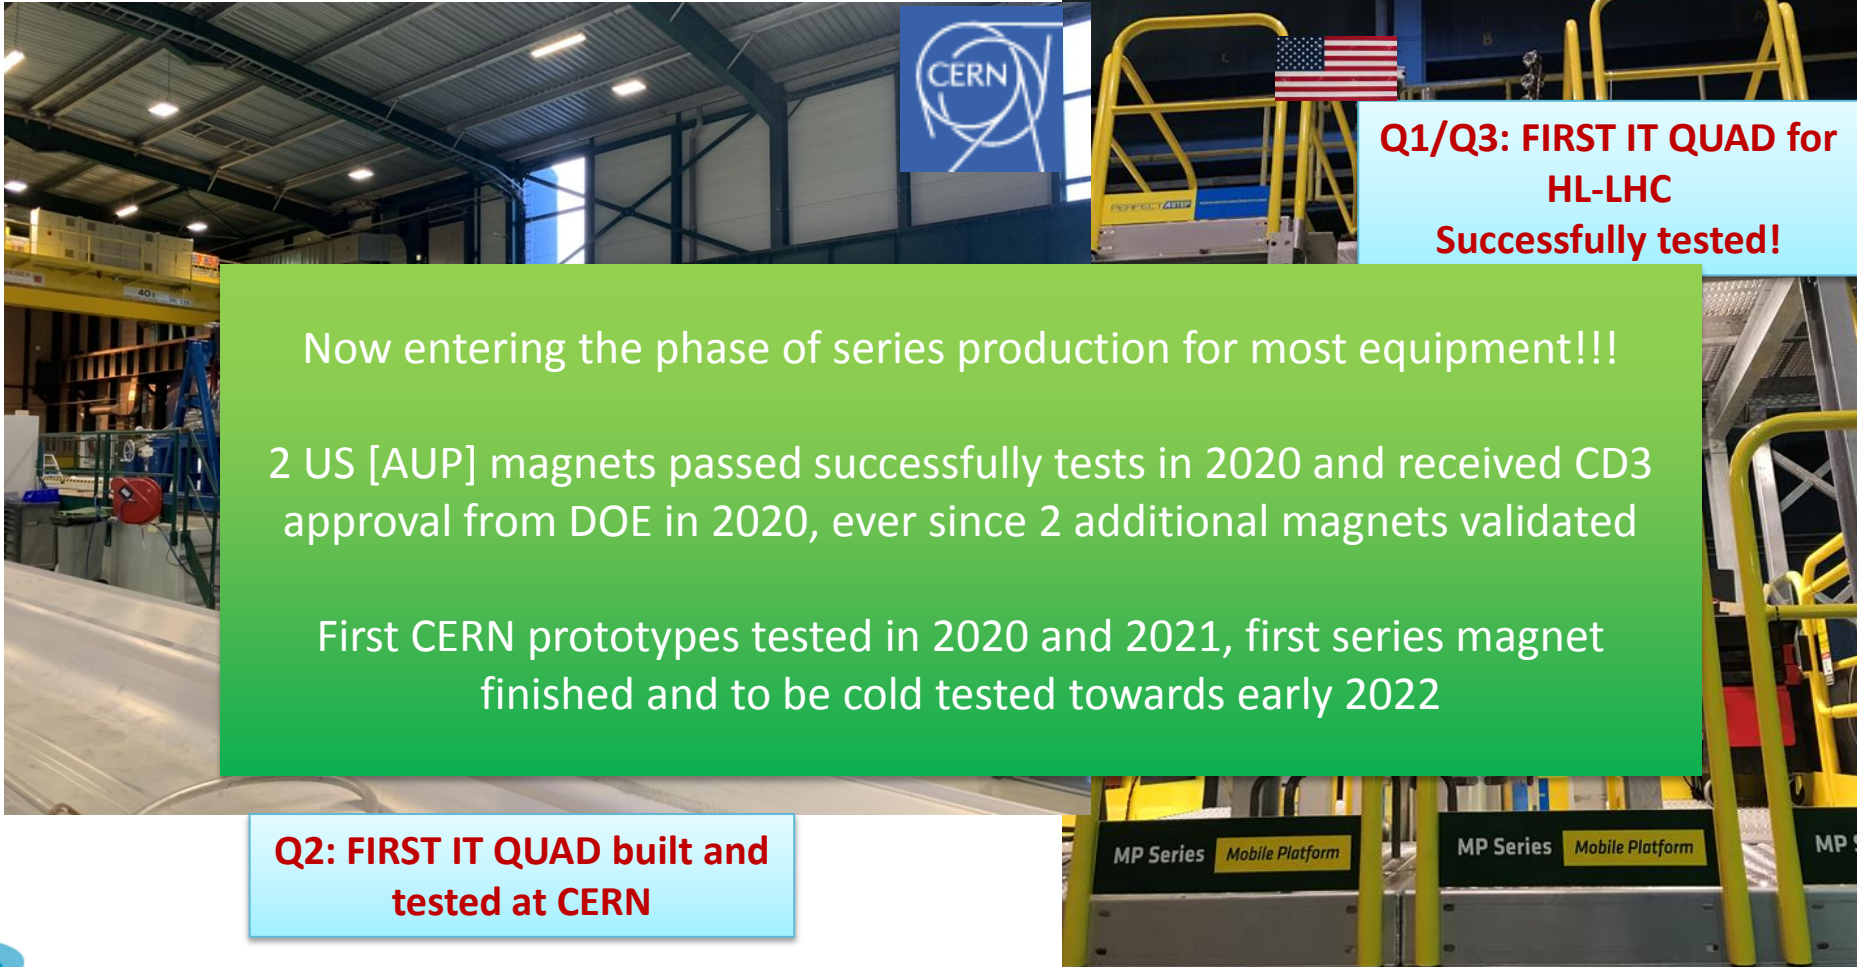 CERN
Q1/Q3: FIRST IT QUAD for
HL-LHC
Successfully tested!
PERFECT A STEP
40t
Now entering the phase of series production for most equipment!!!
2 US [AUP] magnets passed successfully tests in 2020 and received CD3
approval from DOE in 2020, ever since 2 additional magnets validated
First CERN prototypes tested in 2020 and 2021, first series magnet
finished and to be cold tested towards early 2022
Q2: FIRST IT QUAD built and
tested at CERN
MP Series Mobile Platform
MP Series Mobile Platform
MP